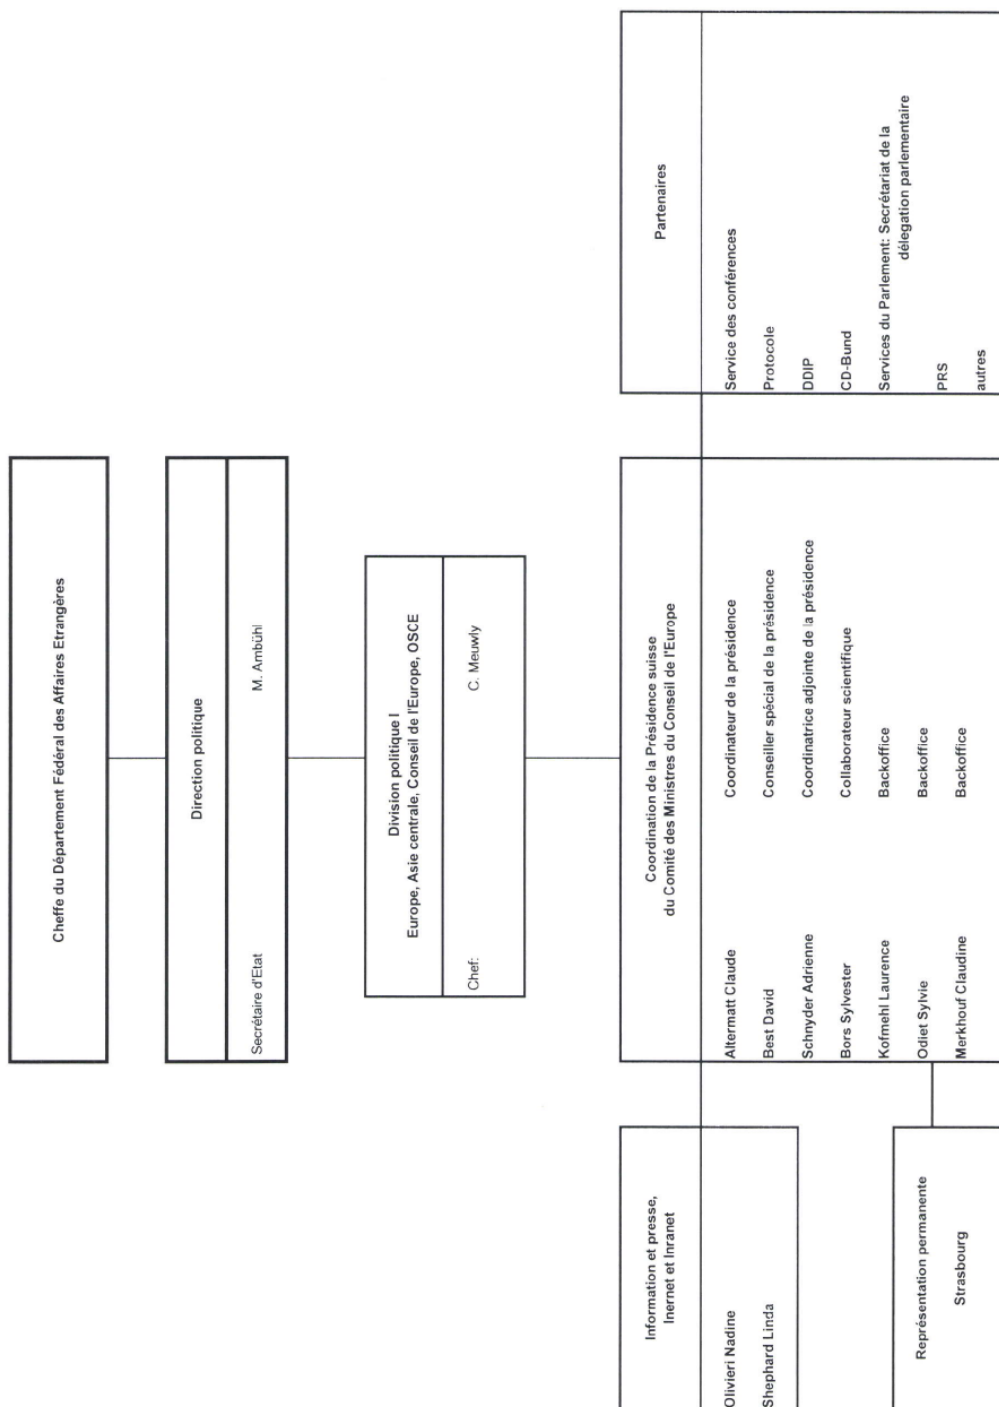 Cheffe du Département Fédéral des Affaires Etrangères
Direction politique
Secrétaire d'Etat M. Ambühl
Division politique I
Europe, Asie centrale, Conseil de l'Europe, OSCE
Chef: C. Meuwly
Information et presse,
Inernet et Inranet
Olivieri Nadine
Shephard Linda
Représentation permanente
Strasbourg
Coordination de la Présidence suisse
du Comité des Ministres du Conseil de l'Europe
Altermatt Claude Coordinateur de la présidence
Best David Conseiller spécial de la présidence
Schnyder Adrienne Coordinatrice adjointe de la présidence
Bors Sylvester Collaborateur scientifique
Kofmehl Laurence Backoffice
Odiet Sylvie Backoffice
Merkhouf Claudine Backoffice
Partenaires
Service des conférences
Protocole
DDIP
CD-Bund
Services du Parlement: Secrétariat de la
délegation parlementaire
PRS
autres